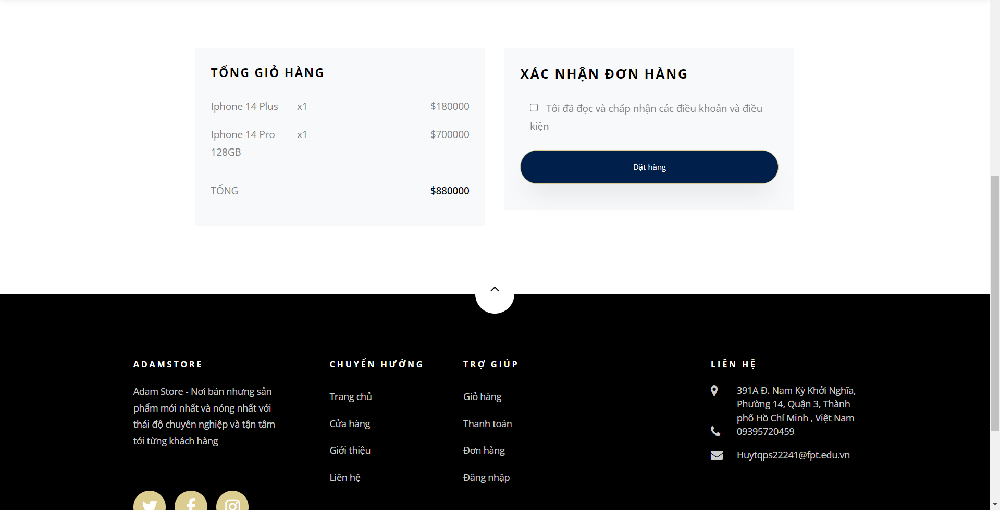 TỔNG GIỎ HÀNG
Iphone 14 Plus x1 $180000
Iphone 14 Pro x1 $700000
128GB
TỔNG $880000
XÁC NHẬN ĐƠN HÀNG
Tôi đã đọc và chấp nhận các điều khoản và điều
kiện
Đặt hàng
ADAMSTORE
Adam Store - Nơi bán nhưng sản
phẩm mới nhất và nóng nhất với
thái độ chuyên nghiệp và tận tâm
tới từng khách hàng
CHUYỂN HƯỚNG
Trang chủ
Cửa hàng
Giới thiệu
Liên hệ
TRỢ GIÚP
Giỏ hàng
Thanh toán
Đơn hàng
Đăng nhập
LIÊN HỆ
391A Đ. Nam Kỳ Khởi Nghĩa,
Phường 14, Quận 3, Thành
phố Hồ Chí Minh , Việt Nam
09395720459
Huytqps22241@fpt.edu.vn